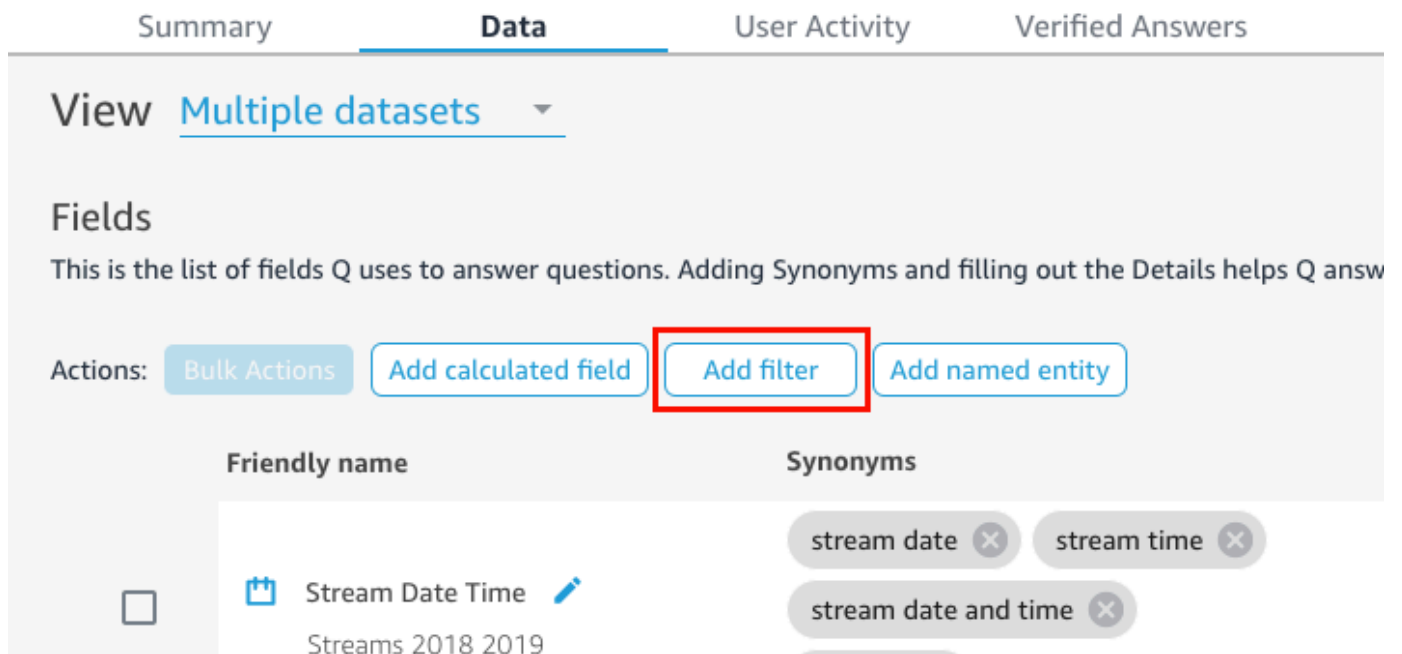 Summary Data User Activity Verified Answers
View Multiple datasets
Fields
This is the list of fields Q uses to answer questions. Adding Synonyms and filling out the Details helps Q answ
Actions: Bulk Actions Add calculated field Add filter Add named entity
Friendly name Synonyms
stream date stream time
Stream Date Time
stream date and time
Streams 2018 2019